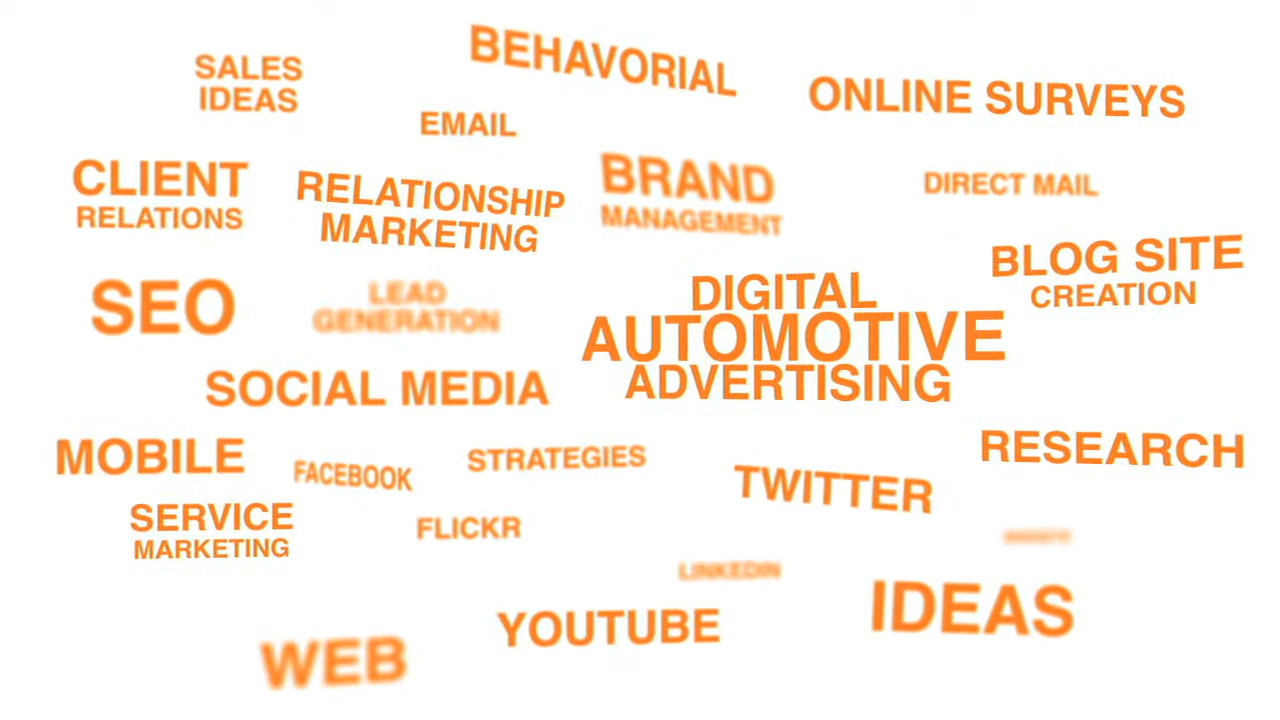 BEHAVORIAL
SALES
IDEAS
ONLINE SURVEYS
EMAIL
CLIENT
RELATIONS
RELATIONSHIP
MARKETING
BRAND
MANAGEMENT
DIRECT MAIL
BLOG SITE
CREATION
SEO
LEAD
GENERATION
DIGITAL
AUTOMOTIVE
ADVERTISING
SOCIAL MEDIA
MOBILE
FACEBOOK
STRATEGIES
TWITTER
RESEARCH
SERVICE
MARKETING
FLICKR
LINKEDIN
IDEAS
YOUTUBE
WEB